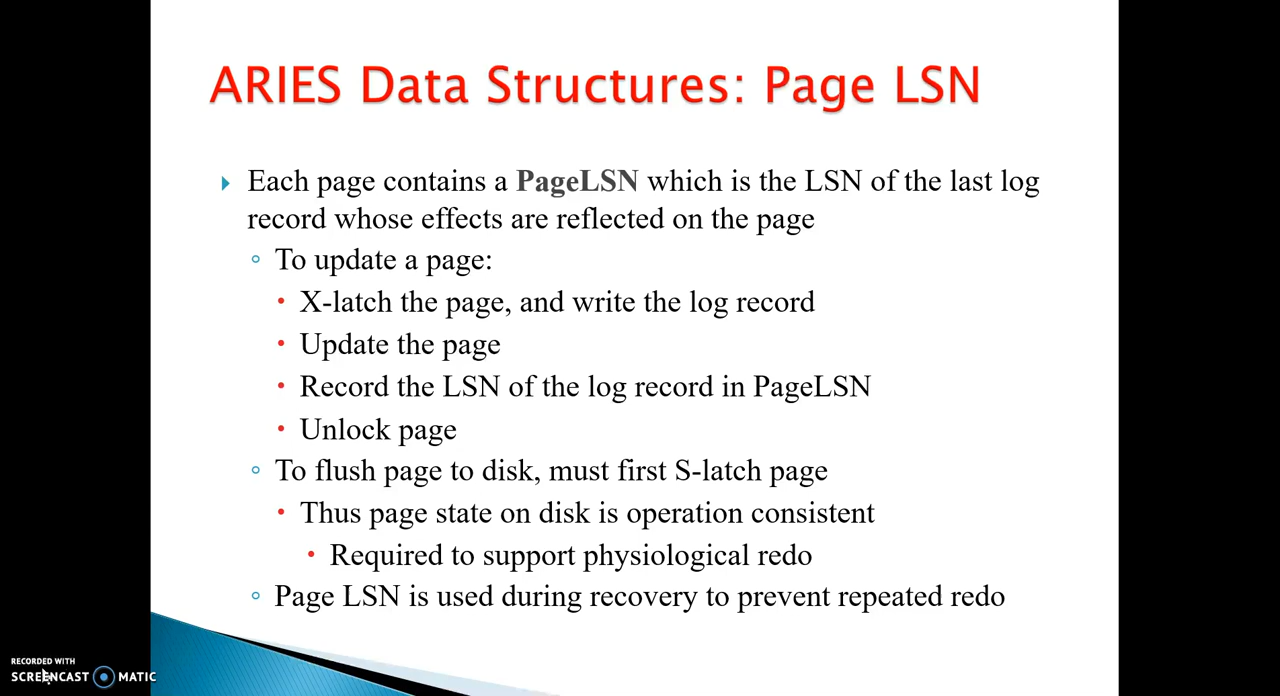 ARIES Data Structures: Page LSN
Each page contains a PageLSN which is the LSN of the last log
record whose effects are reflected on the page
To update a page:
X-latch the page, and write the log record
Update the page
Record the LSN of the log record in PageLSN
Unlock page
To flush page to disk, must first S-latch page
Thus page state on disk is operation consistent
Required to support physiological redo
Page LSN is used during recovery to prevent repeated redo
RECORDED WITH
SCREENCAST MATIC